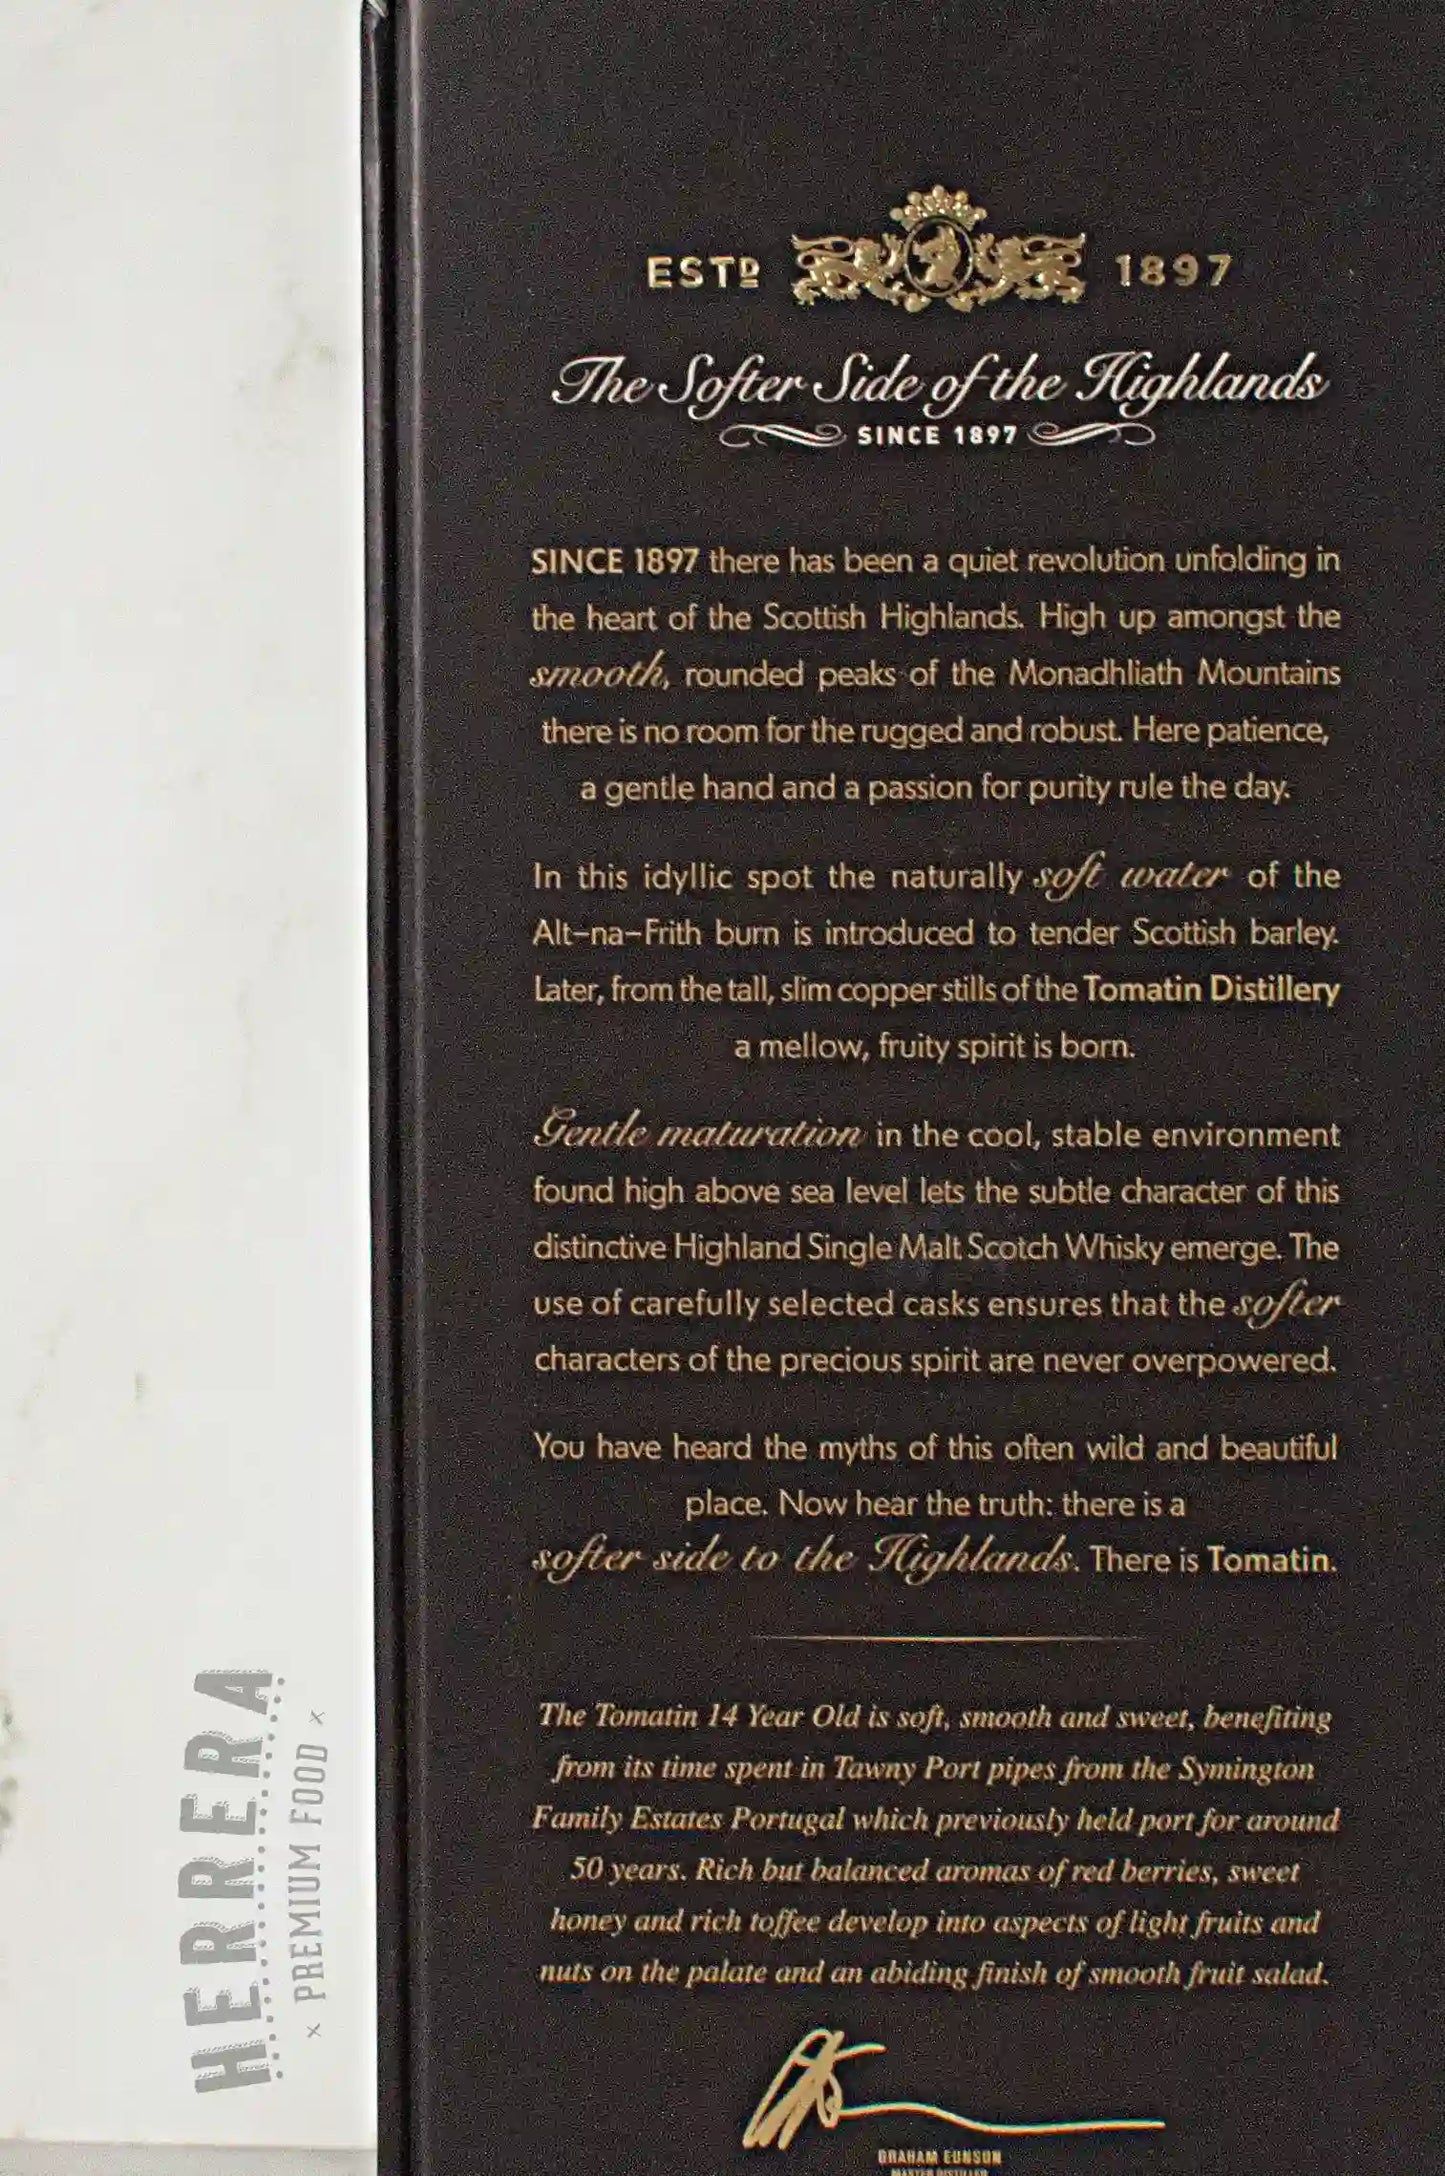 ESTD 1897
The Softer Side of the Highlands
SINCE 1897
SINCE 1897 there has been a quiet revolution unfolding in
the heart of the Scottish Highlands. High up amongst the
smooth, rounded peaks of the Monadhliath Mountains
there is no room for the rugged and robust. Here patience,
a gentle hand and a passion for purity rule the day.
In this idyllic spot the naturally soft water of the
Alt-na-Frith burn is introduced to tender Scottish barley.
Later, from the tall, slim copper stills of the Tomatin Distillery
a mellow, fruity spirit is born.
Gentle maturation in the cool, stable environment
found high above sea level lets the subtle character of this
distinctive Highland Single Malt Scotch Whisky emerge. The
use of carefully selected casks ensures that the softer
characters of the precious spirit are never overpowered.
You have heard the myths of this often wild and beautiful
place. Now hear the truth: there is a
softer side to the Highlands. There is Tomatin.
The Tomatin 14 Year Old is soft, smooth and sweet, benefiting
from its time spent in Tawny Port pipes from the Symington
Family Estates Portugal which previously held port for around
50 years. Rich but balanced aromas of red berries, sweet
honey and rich toffee develop into aspects of light fruits and
nuts on the palate and an abiding finish of smooth fruit salad.
GRAHAM EUNSON
MASTER DISTILLER
HERRERA
x PREMIUM FOOD x